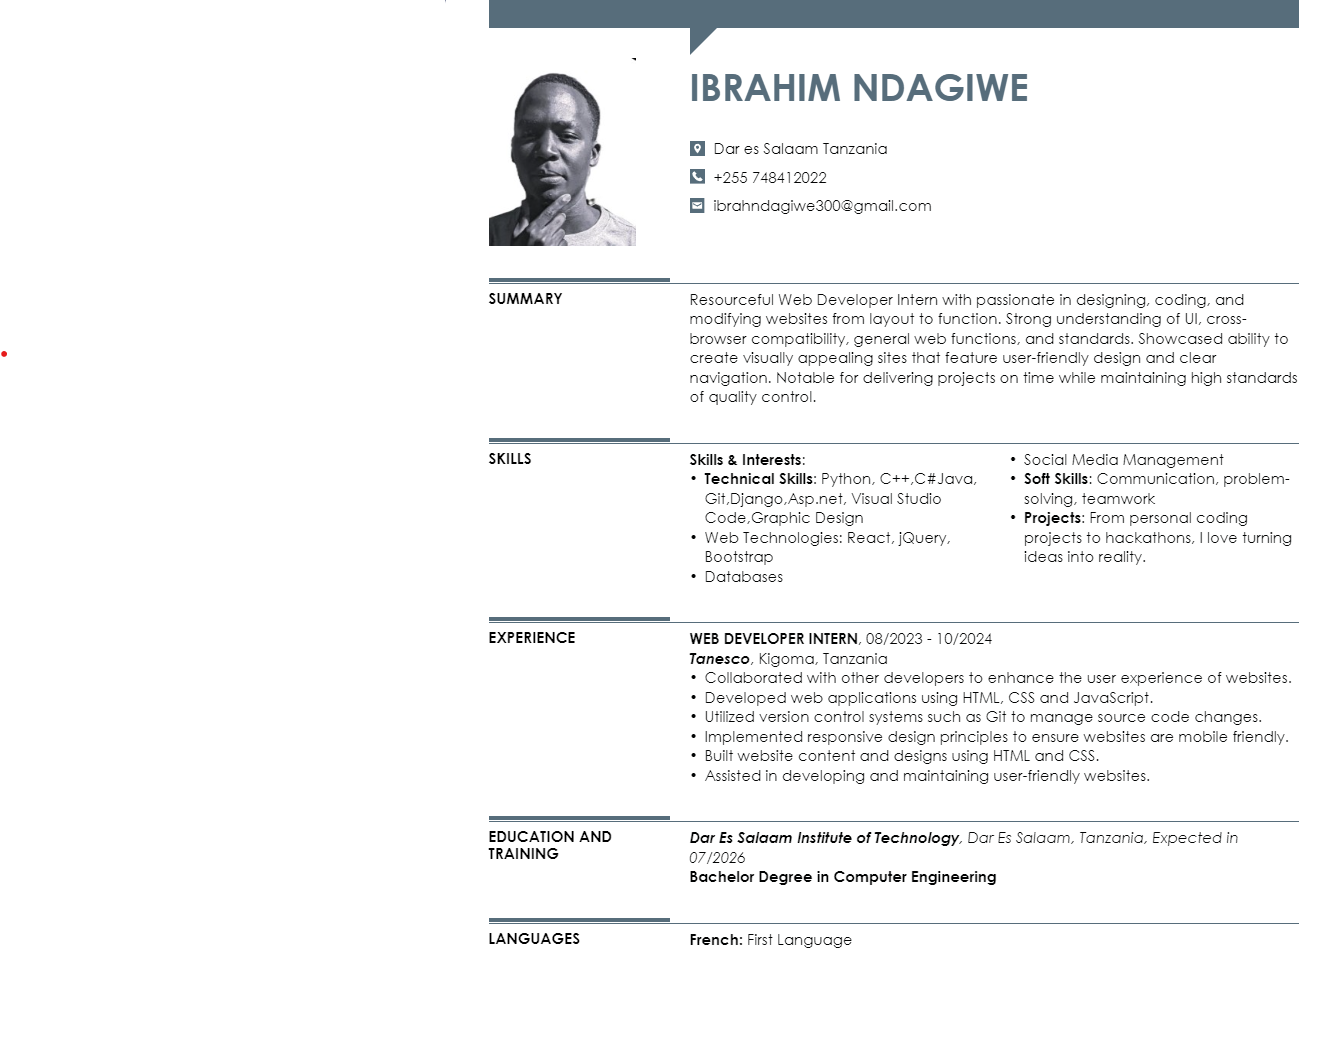 IBRAHIM NDAGIWE
Dar es Salaam Tanzania
+255 748412022
ibrahndagiwe300@gmail.com
SUMMARY
Resourceful Web Developer Intern with passionate in designing, coding, and
modifying websites from layout to function. Strong understanding of UI, cross-
browser compatibility, general web functions, and standards. Showcased ability to
create visually appealing sites that feature user-friendly design and clear
navigation. Notable for delivering projects on time while maintaining high standards
of quality control.
SKILLS
Skills & Interests:
• Technical Skills: Python, C++,C#Java,
Git,Django,Asp.net, Visual Studio
Code,Graphic Design
• Web Technologies: React, jQuery,
Bootstrap
• Databases
• Social Media Management
• Soft Skills: Communication, problem-
solving, teamwork
• Projects: From personal coding
projects to hackathons, I love turning
ideas into reality.
EXPERIENCE
WEB DEVELOPER INTERN, 08/2023 - 10/2024
Tanesco, Kigoma, Tanzania
• Collaborated with other developers to enhance the user experience of websites.
• Developed web applications using HTML, CSS and JavaScript.
• Utilized version control systems such as Git to manage source code changes.
• Implemented responsive design principles to ensure websites are mobile friendly.
• Built website content and designs using HTML and CSS.
• Assisted in developing and maintaining user-friendly websites.
EDUCATION AND
TRAINING
Dar Es Salaam Institute of Technology, Dar Es Salaam, Tanzania, Expected in
07/2026
Bachelor Degree in Computer Engineering
LANGUAGES
French: First Language